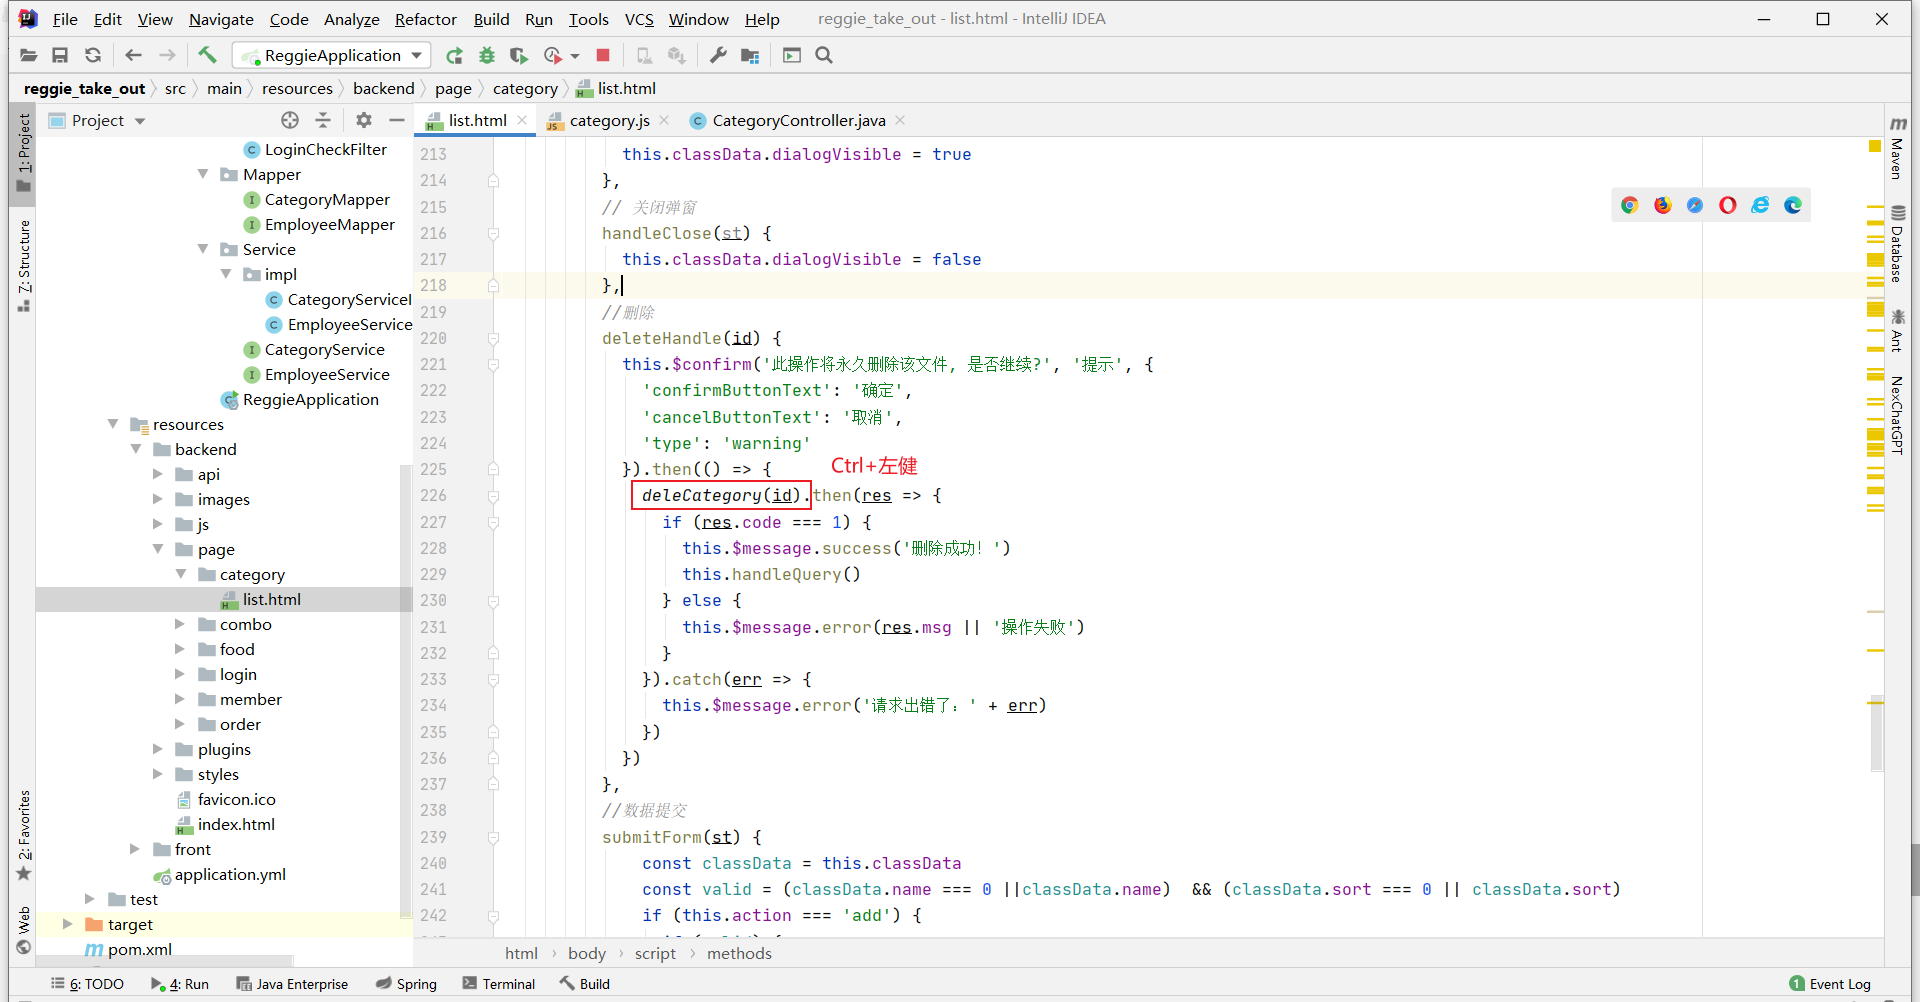 File Edit View Navigate Code Analyze Refactor Build Run Tools VCS Window Help reggie_take_out - list.html - IntelliJ IDEA
ReggieApplication
reggie_take_out src main resources backend page category list.html
Project
list.html category.js CategoryController.java
1: Project
7: Structure
2: Favorites
Web
LoginCheckFilter
Mapper
CategoryMapper
EmployeeMapper
Service
impl
CategoryServiceI
EmployeeService
CategoryService
EmployeeService
ReggieApplication
resources
backend
api
images
js
page
category
list.html
combo
food
login
member
order
plugins
styles
favicon.ico
index.html
front
application.yml
test
target
pom.xml
213 this.classData.dialogVisible = true
214 },
215 // 关闭弹窗
216 handleClose(st) {
217 this.classData.dialogVisible = false
218 },
219 //删除
220 deleteHandle(id) {
221 this.$confirm('此操作将永久删除该文件, 是否继续?', '提示', {
222 'confirmButtonText': '确定',
223 'cancelButtonText': '取消',
224 'type': 'warning'
225 }).then(() => {
Ctrl+左健
226 deleCategory(id).then(res => {
227 if (res.code === 1) {
228 this.$message.success('删除成功！')
229 this.handleQuery()
230 } else {
231 this.$message.error(res.msg || '操作失败')
232 }
233 }).catch(err => {
234 this.$message.error('请求出错了：' + err)
235 })
236 })
237 },
238 //数据提交
239 submitForm(st) {
240 const classData = this.classData
241 const valid = (classData.name === 0 ||classData.name) && (classData.sort === 0 || classData.sort)
242 if (this.action === 'add') {
html body script methods
Maven
Database
Ant
NexChatGPT
6: TODO 4: Run Java Enterprise Spring Terminal Build 1 Event Log